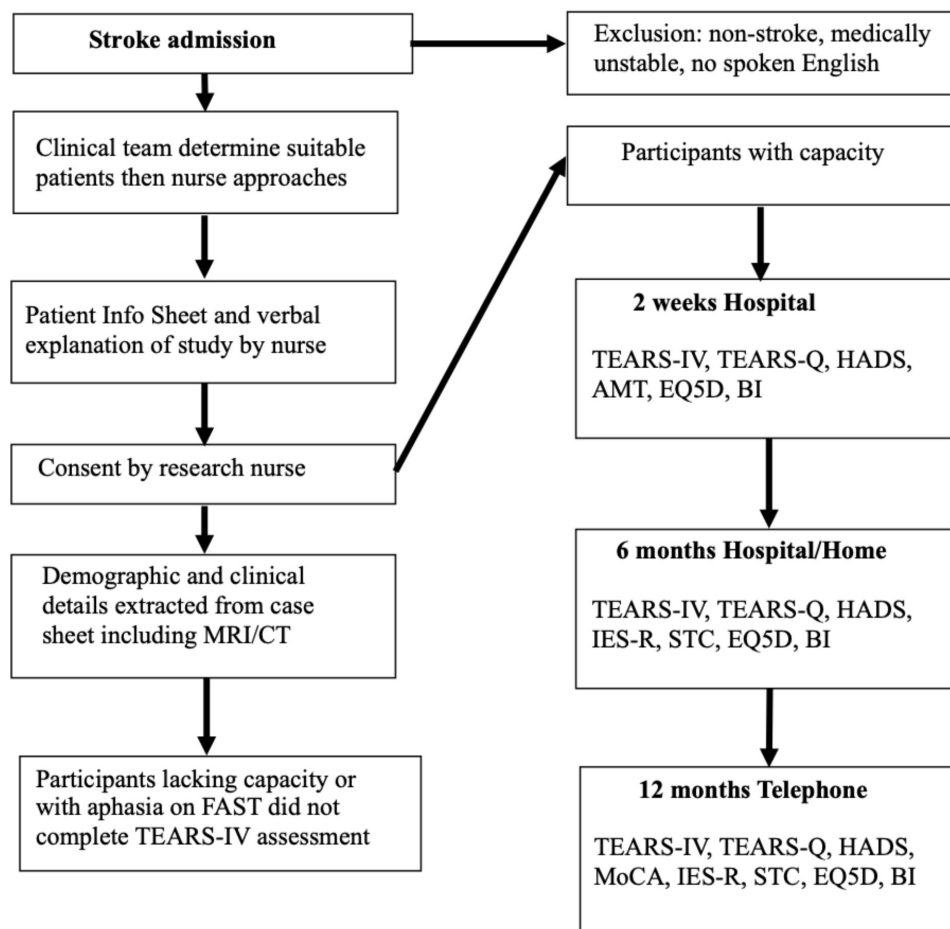 Stroke admission
Exclusion: non-stroke, medically
unstable, no spoken English
Clinical team determine suitable
patients then nurse approaches
Patient Info Sheet and verbal
explanation of study by nurse
Consent by research nurse
Demographic and clinical
details extracted from case
sheet including MRI/CT
Participants lacking capacity or
with aphasia on FAST did not
complete TEARS-IV assessment
Participants with capacity
2 weeks Hospital
TEARS-IV, TEARS-Q, HADS,
AMT, EQ5D, BI
6 months Hospital/Home
TEARS-IV, TEARS-Q, HADS,
IES-R, STC, EQ5D, BI
12 months Telephone
TEARS-IV, TEARS-Q, HADS,
MoCA, IES-R, STC, EQ5D, BI